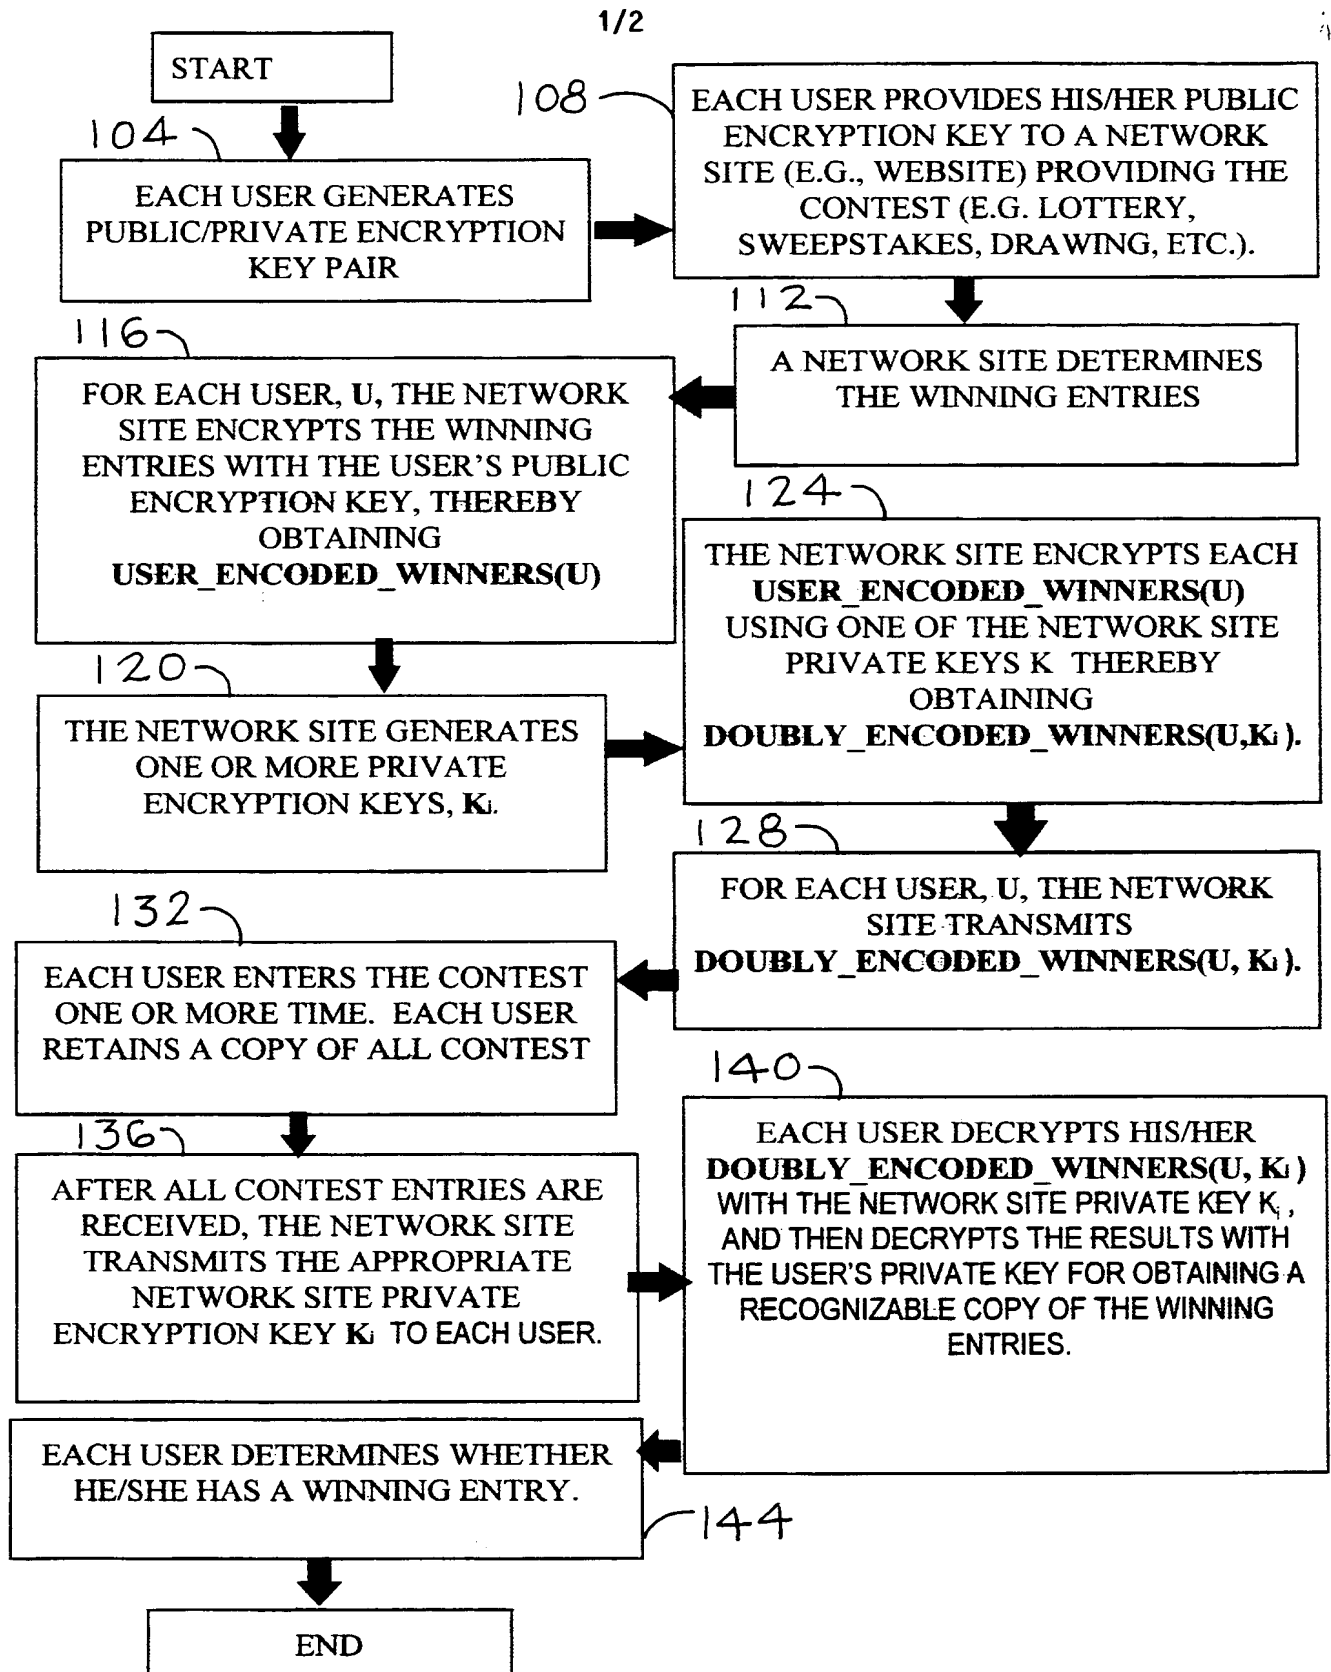 1/2
START
104
EACH USER GENERATES
PUBLIC/PRIVATE ENCRYPTION
KEY PAIR
108
EACH USER PROVIDES HIS/HER PUBLIC
ENCRYPTION KEY TO A NETWORK
SITE (E.G., WEBSITE) PROVIDING THE
CONTEST (E.G. LOTTERY,
SWEEPSTAKES, DRAWING, ETC.).
112
A NETWORK SITE DETERMINES
THE WINNING ENTRIES
116
FOR EACH USER, U, THE NETWORK
SITE ENCRYPTS THE WINNING
ENTRIES WITH THE USER'S PUBLIC
ENCRYPTION KEY, THEREBY
OBTAINING
USER_ENCODED_WINNERS(U)
120
THE NETWORK SITE GENERATES
ONE OR MORE PRIVATE
ENCRYPTION KEYS, Ki.
124
THE NETWORK SITE ENCRYPTS EACH
USER_ENCODED_WINNERS(U)
USING ONE OF THE NETWORK SITE
PRIVATE KEYS K THEREBY
OBTAINING
DOUBLY_ENCODED_WINNERS(U,Ki ).
128
FOR EACH USER, U, THE NETWORK
SITE TRANSMITS
DOUBLY_ENCODED_WINNERS(U, Ki ).
132
EACH USER ENTERS THE CONTEST
ONE OR MORE TIME. EACH USER
RETAINS A COPY OF ALL CONTEST
136
AFTER ALL CONTEST ENTRIES ARE
RECEIVED, THE NETWORK SITE
TRANSMITS THE APPROPRIATE
NETWORK SITE PRIVATE
ENCRYPTION KEY Ki TO EACH USER.
140
EACH USER DECRYPTS HIS/HER
DOUBLY_ENCODED_WINNERS(U, Ki )
WITH THE NETWORK SITE PRIVATE KEY Ki ,
AND THEN DECRYPTS THE RESULTS WITH
THE USER'S PRIVATE KEY FOR OBTAINING A
RECOGNIZABLE COPY OF THE WINNING
ENTRIES.
EACH USER DETERMINES WHETHER
HE/SHE HAS A WINNING ENTRY.
144
END